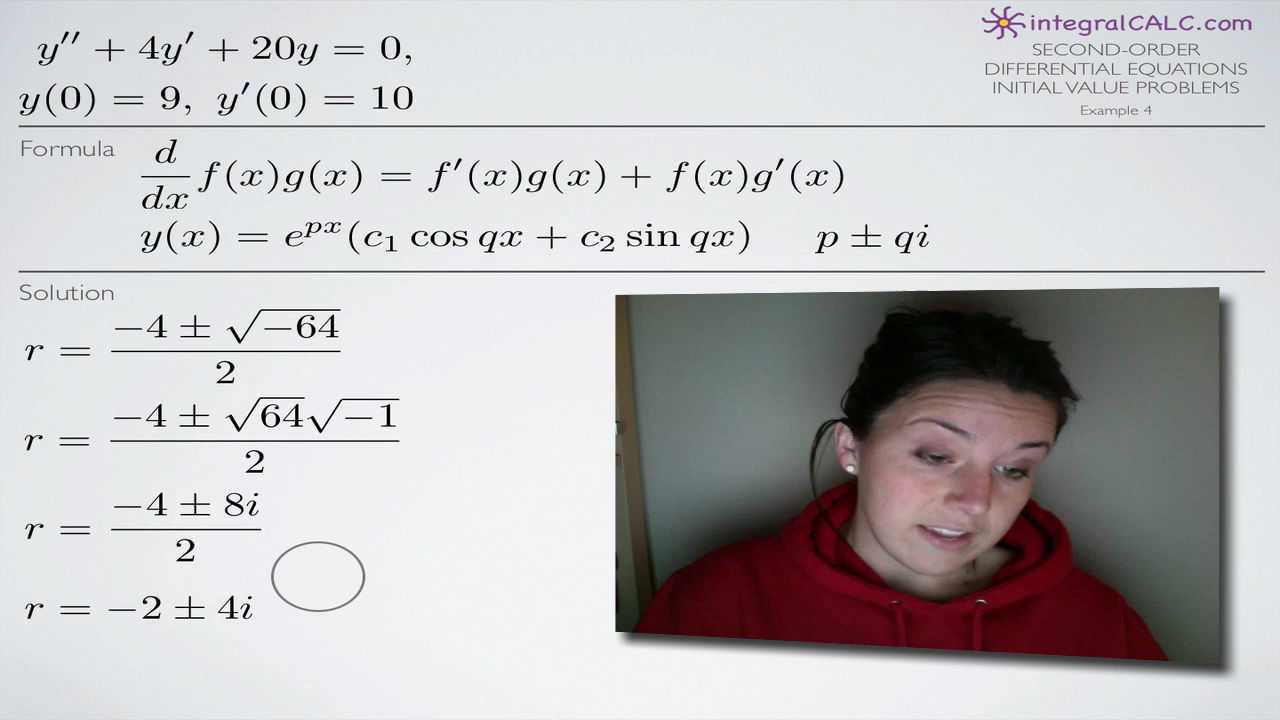 y'' + 4y' + 20y = 0,
y(0) = 9, y'(0) = 10
integralCALC.com
SECOND-ORDER
DIFFERENTIAL EQUATIONS
INITIAL VALUE PROBLEMS
Example 4
Formula
d/dx f(x)g(x) = f'(x)g(x) + f(x)g'(x)
y(x) = e^{px}(c₁ cos qx + c₂ sin qx) p ± qi
Solution
r = (−4 ± √(−64))/2
r = (−4 ± √64√(−1))/2
r = (−4 ± 8i)/2
r = −2 ± 4i